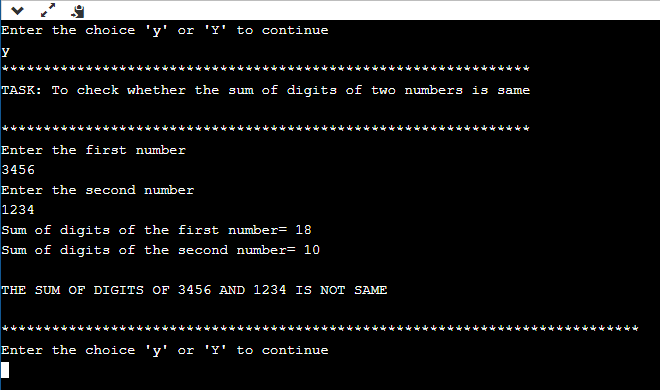 Enter the choice 'y' or 'Y' to continue
y
***************************************************************
TASK: To check whether the sum of digits of two numbers is same
***************************************************************
Enter the first number
3456
Enter the second number
1234
Sum of digits of the first number= 18
Sum of digits of the second number= 10
THE SUM OF DIGITS OF 3456 AND 1234 IS NOT SAME
****************************************************************************
Enter the choice 'y' or 'Y' to continue